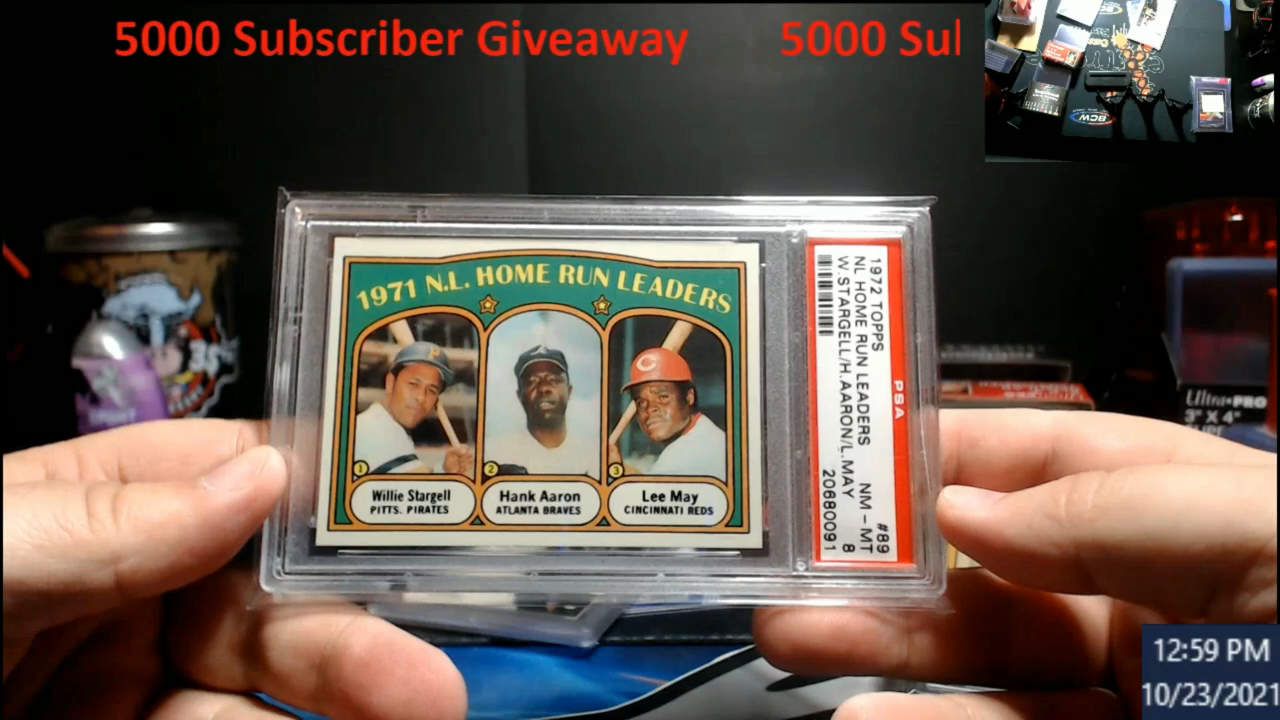 5000 Subscriber Giveaway 5000 Sul
BCW
1971 N.L. HOME RUN LEADERS
1
2
3
Willie Stargell
PITTS. PIRATES
Hank Aaron
ATLANTA BRAVES
Lee May
CINCINNATI REDS
1972 TOPPS #89
NL HOME RUN LEADERS NM - MT
W.STARGELL/H.AARON/L.MAY 8
20680091
PSA
Ultra PRO
3" X 4"
12:59 PM
10/23/2021